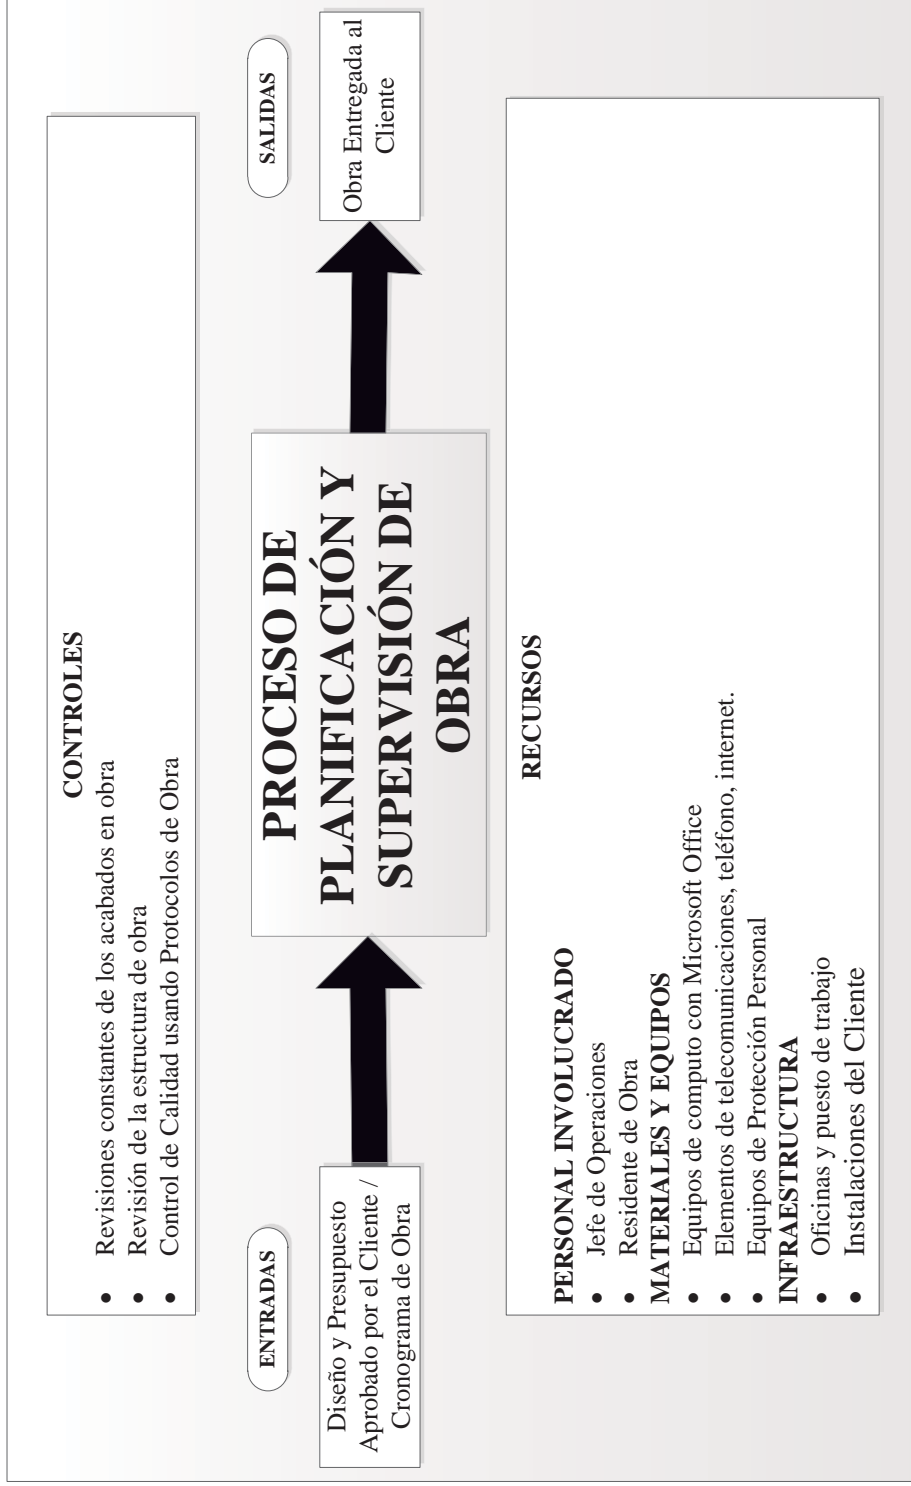 CONTROLES
• Revisiones constantes de los acabados en obra
• Revisión de la estructura de obra
• Control de Calidad usando Protocolos de Obra
ENTRADAS
Diseño y Presupuesto
Aprobado por el Cliente /
Cronograma de Obra
PROCESO DE
PLANIFICACIÓN Y
SUPERVISIÓN DE
OBRA
SALIDAS
Obra Entregada al
Cliente
RECURSOS
PERSONAL INVOLUCRADO
• Jefe de Operaciones
• Residente de Obra
MATERIALES Y EQUIPOS
• Equipos de computo con Microsoft Office
• Elementos de telecomunicaciones, teléfono, internet.
• Equipos de Protección Personal
INFRAESTRUCTURA
• Oficinas y puesto de trabajo
• Instalaciones del Cliente